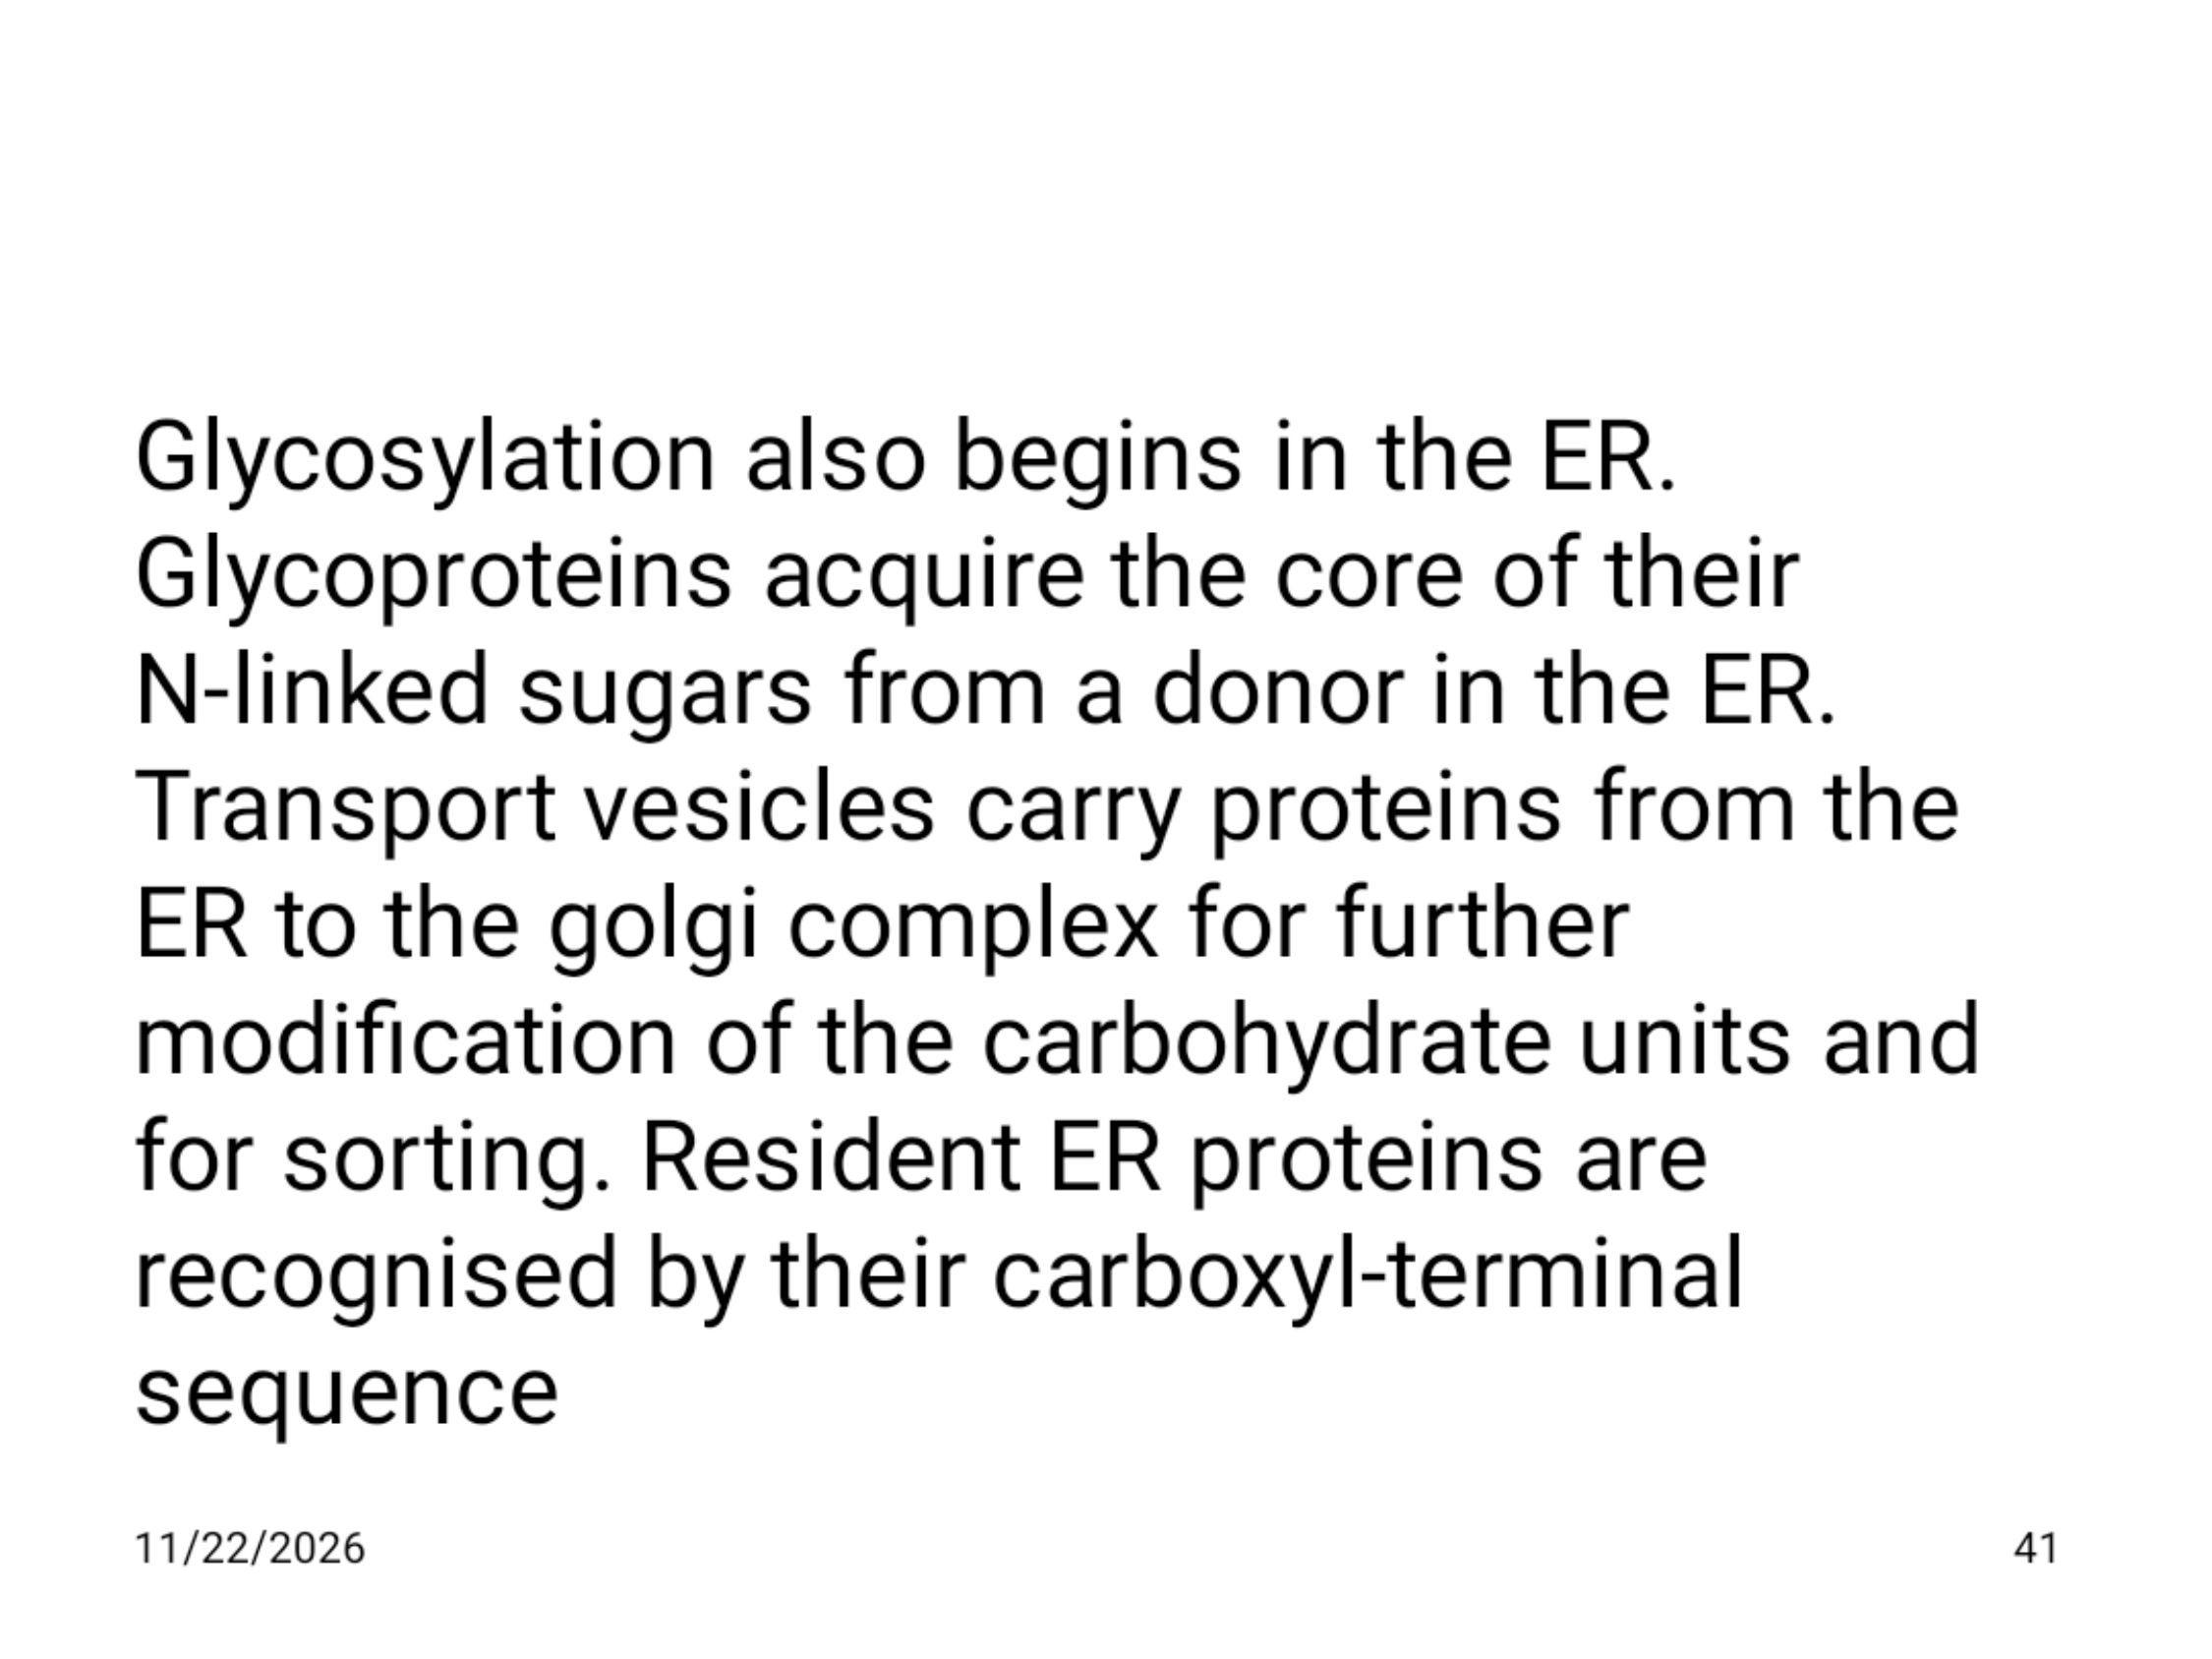 Glycosylation also begins in the ER.
Glycoproteins acquire the core of their
N-linked sugars from a donor in the ER.
Transport vesicles carry proteins from the
ER to the golgi complex for further
modification of the carbohydrate units and
for sorting. Resident ER proteins are
recognised by their carboxyl-terminal
sequence
11/22/2026
41